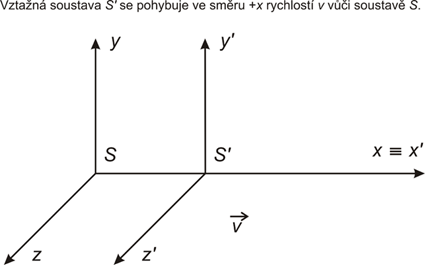 Vztažná soustava S' se pohybuje ve směru +x rychlostí v vůči soustavě S.
y
y'
S
S'
x ≡ x'
v⃗
z
z'